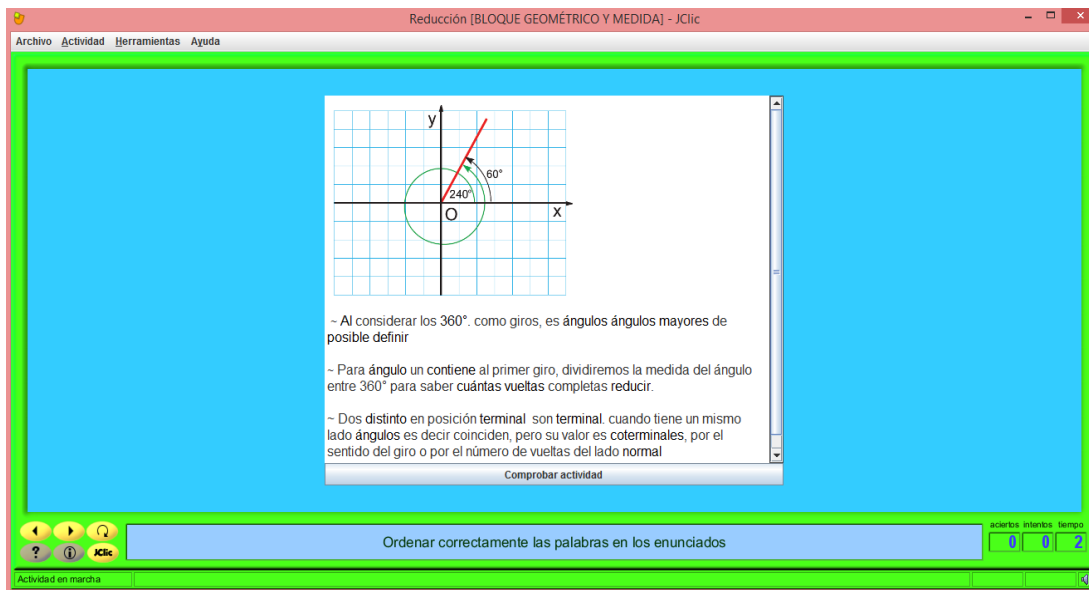 Reducción [BLOQUE GEOMÉTRICO Y MEDIDA] - JClic
Archivo Actividad Herramientas Ayuda
y
60°
240°
O
x
~ Al considerar los 360°. como giros, es ángulos ángulos mayores de
posible definir
~ Para ángulo un contiene al primer giro, dividiremos la medida del ángulo
entre 360° para saber cuántas vueltas completas reducir.
~ Dos distinto en posición terminal son terminal. cuando tiene un mismo
lado ángulos es decir coinciden, pero su valor es coterminales, por el
sentido del giro o por el número de vueltas del lado normal
Comprobar actividad
? JClic
Ordenar correctamente las palabras en los enunciados
aciertos intentos tiempo
0 0 2
Actividad en marcha